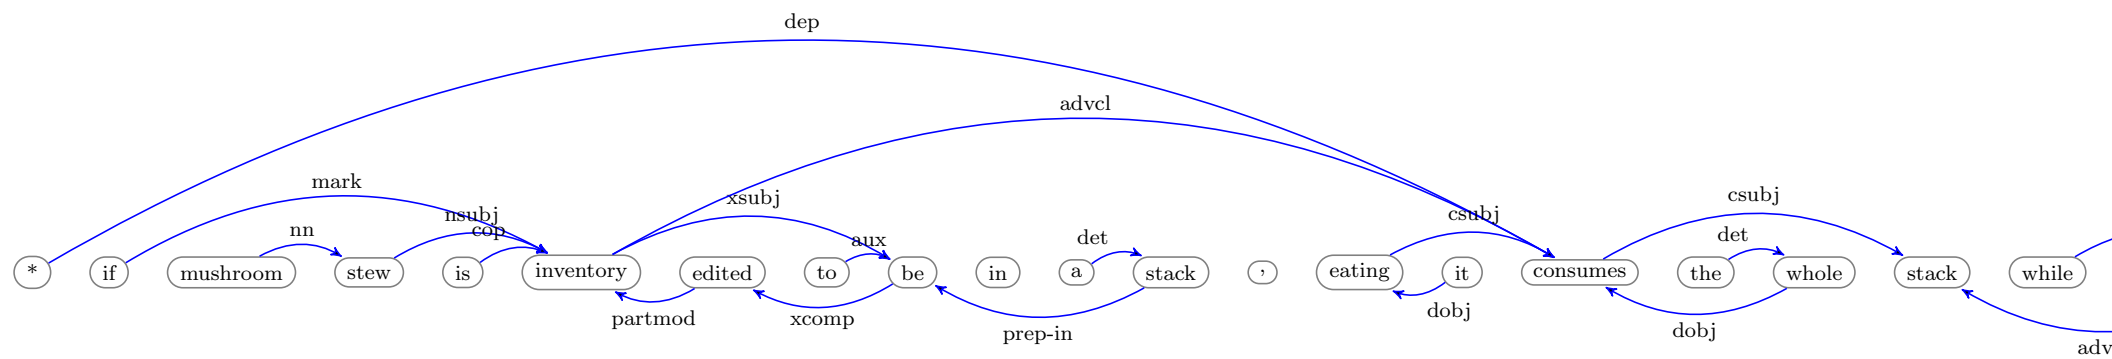 dep
advcl
mark
xsubj
csubj
nsubj
csubj
nn
cop
aux
det
det
* if mushroom stew is inventory edited to be in a stack , eating it consumes the whole stack while
partmod
xcomp
prep-in
dobj
dobj
adv